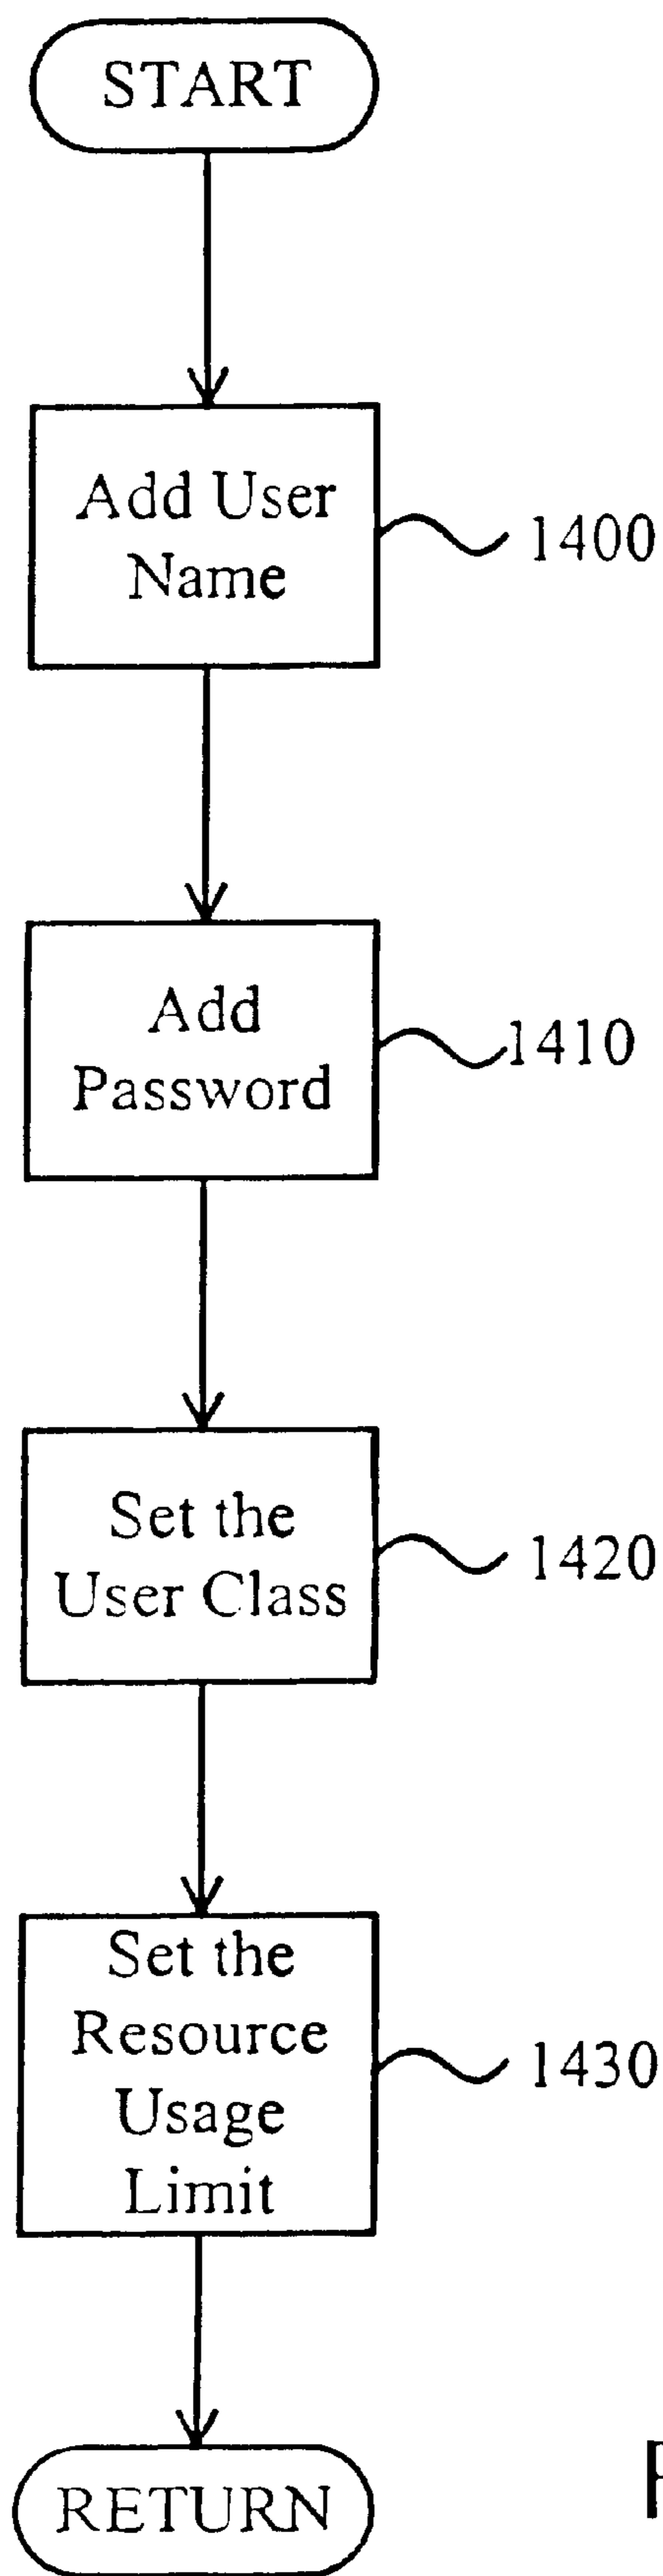 START
Add User
Name
1400
Add
Password
1410
Set the
User Class
1420
Set the
Resource
Usage
Limit
1430
RETURN